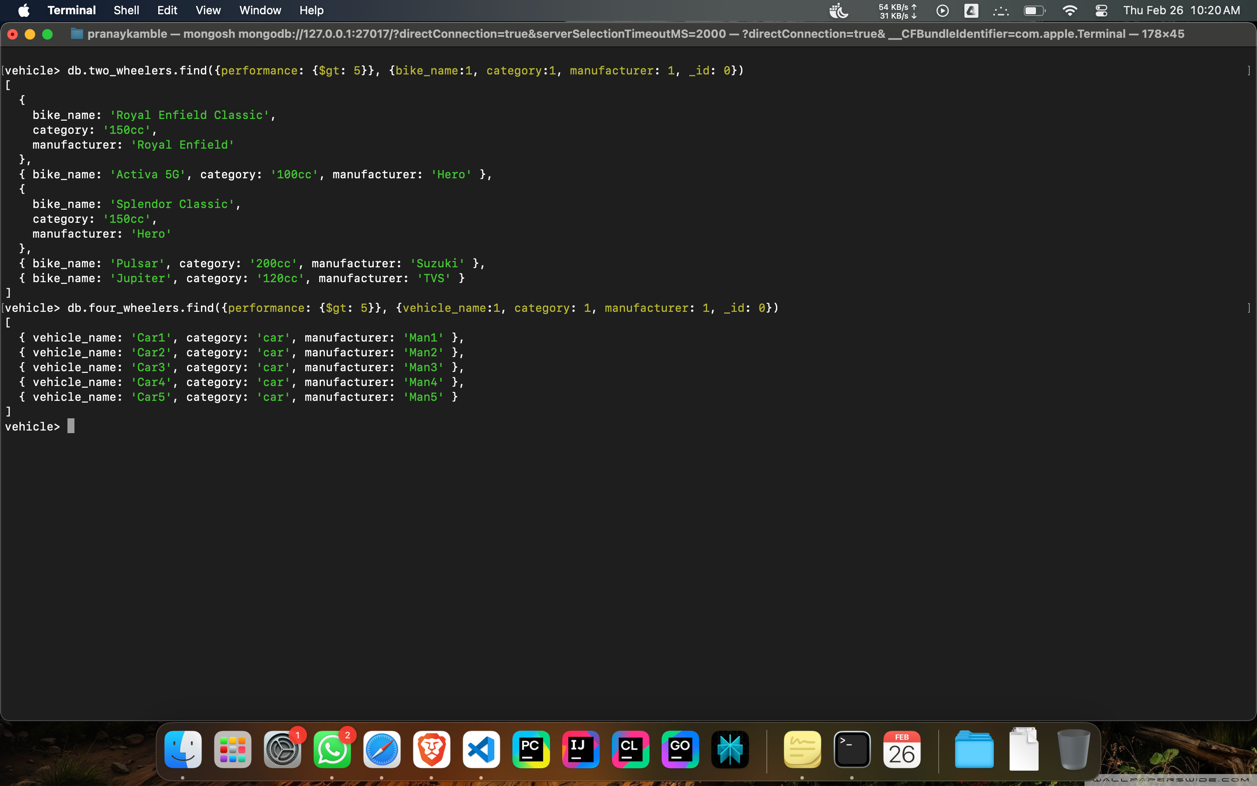 Terminal Shell Edit View Window Help
54 KB/s ↑
31 KB/s ↓
Thu Feb 26 10:20 AM
pranaykamble — mongosh mongodb://127.0.0.1:27017/?directConnection=true&serverSelectionTimeoutMS=2000 — ?directConnection=true& __CFBundleIdentifier=com.apple.Terminal — 178×45
[vehicle> db.two_wheelers.find({performance: {$gt: 5}}, {bike_name:1, category:1, manufacturer: 1, _id: 0}) ]
[
  {
    bike_name: 'Royal Enfield Classic',
    category: '150cc',
    manufacturer: 'Royal Enfield'
  },
  { bike_name: 'Activa 5G', category: '100cc', manufacturer: 'Hero' },
  {
    bike_name: 'Splendor Classic',
    category: '150cc',
    manufacturer: 'Hero'
  },
  { bike_name: 'Pulsar', category: '200cc', manufacturer: 'Suzuki' },
  { bike_name: 'Jupiter', category: '120cc', manufacturer: 'TVS' }
]
[vehicle> db.four_wheelers.find({performance: {$gt: 5}}, {vehicle_name:1, category: 1, manufacturer: 1, _id: 0}) ]
[
  { vehicle_name: 'Car1', category: 'car', manufacturer: 'Man1' },
  { vehicle_name: 'Car2', category: 'car', manufacturer: 'Man2' },
  { vehicle_name: 'Car3', category: 'car', manufacturer: 'Man3' },
  { vehicle_name: 'Car4', category: 'car', manufacturer: 'Man4' },
  { vehicle_name: 'Car5', category: 'car', manufacturer: 'Man5' }
]
vehicle>
1
2
PC
IJ
CL
GO
>_
FEB
26
WALLPAPERSWIDE.COM